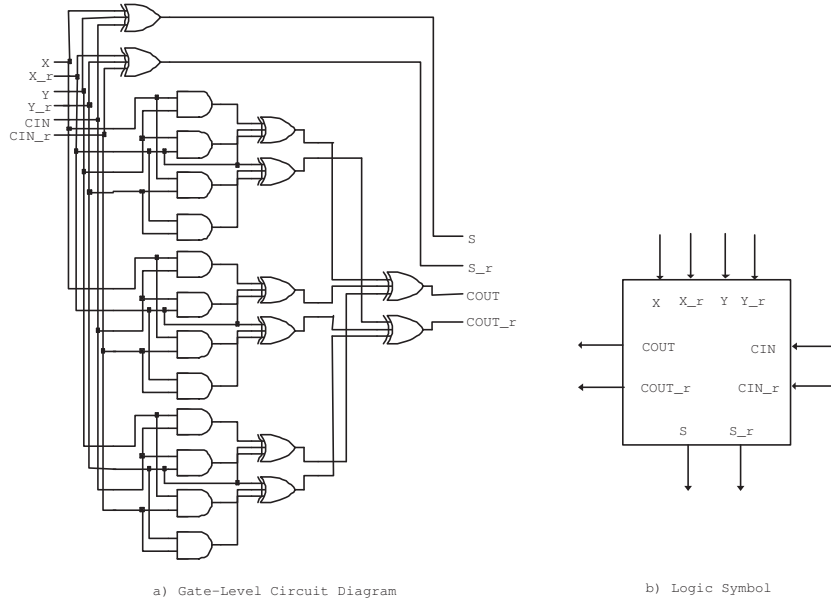 X
X_r
Y
Y_r
CIN
CIN_r
S
S_r
COUT
COUT_r
a) Gate-Level Circuit Diagram
X X_r Y Y_r
COUT CIN
COUT_r CIN_r
S S_r
b) Logic Symbol